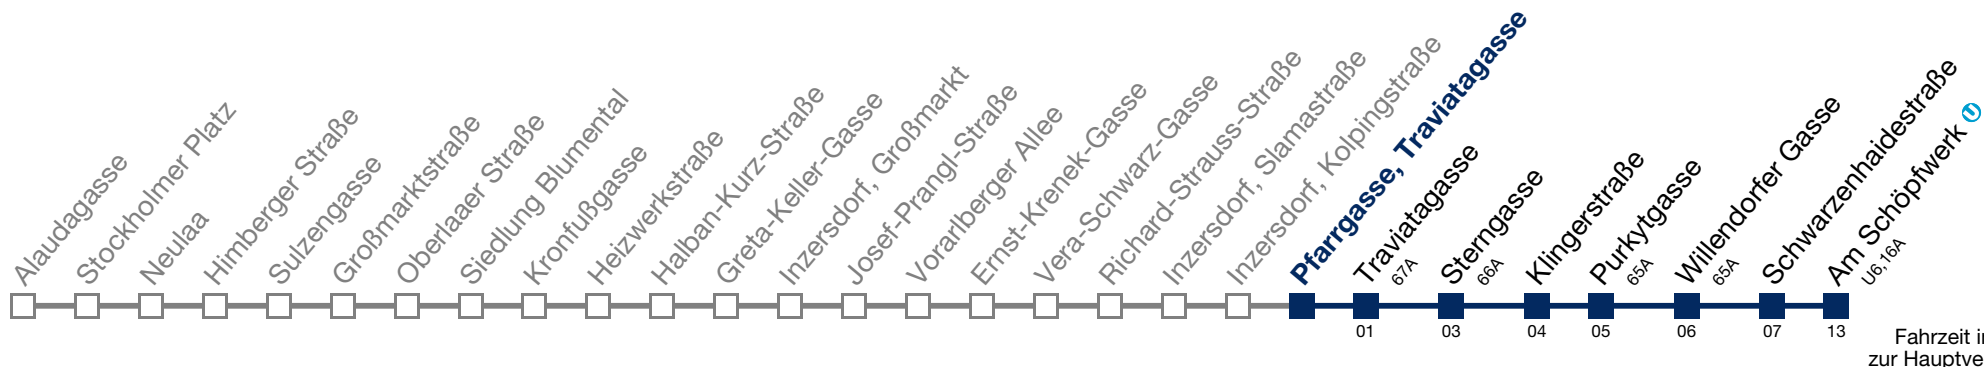 Alaudagasse
Stockholmer Platz
Neulaa
Himberger Straße
Sulzengasse
Großmarktstraße
Oberlaaer Straße
Siedlung Blumental
Kronfußgasse
Heizwerkstraße
Halban-Kurz-Straße
Greta-Keller-Gasse
Inzersdorf, Großmarkt
Josef-Prangl-Straße
Vorarlberger Allee
Ernst-Krenek-Gasse
Vera-Schwarz-Gasse
Richard-Strauss-Straße
Inzersdorf, Slamastraße
Inzersdorf, Kolpingstraße
Pfarrgasse, Traviatagasse
Traviatagasse
67A
Sterngasse
66A
Klingerstraße
Purkytgasse
65A
Willendorfer Gasse
65A
Schwarzenhaidestraße
Am Schöpfwerk U
U6, 16A
01 03 04 05 06 07 13
Fahrzeit i
zur Hauptve